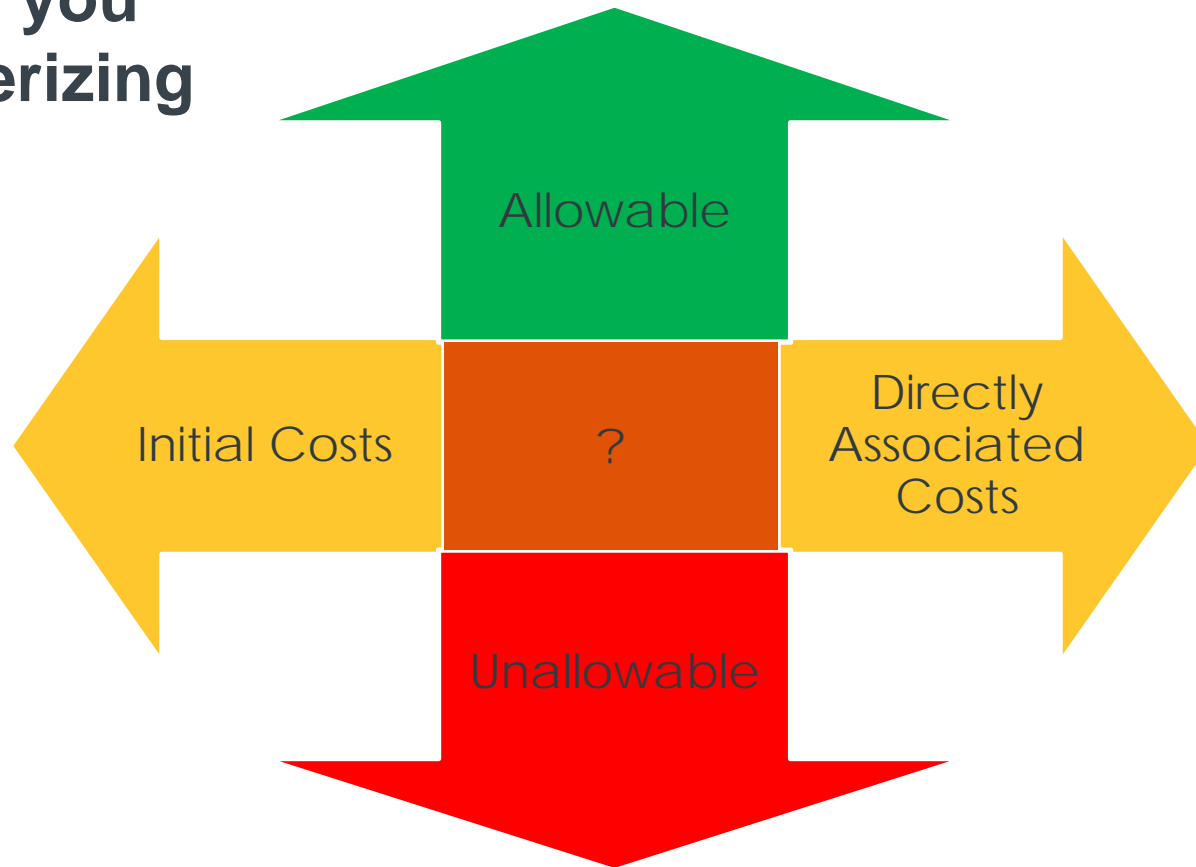 you
erizing
Allowable
Initial Costs
?
Directly
Associated
Costs
Unallowable